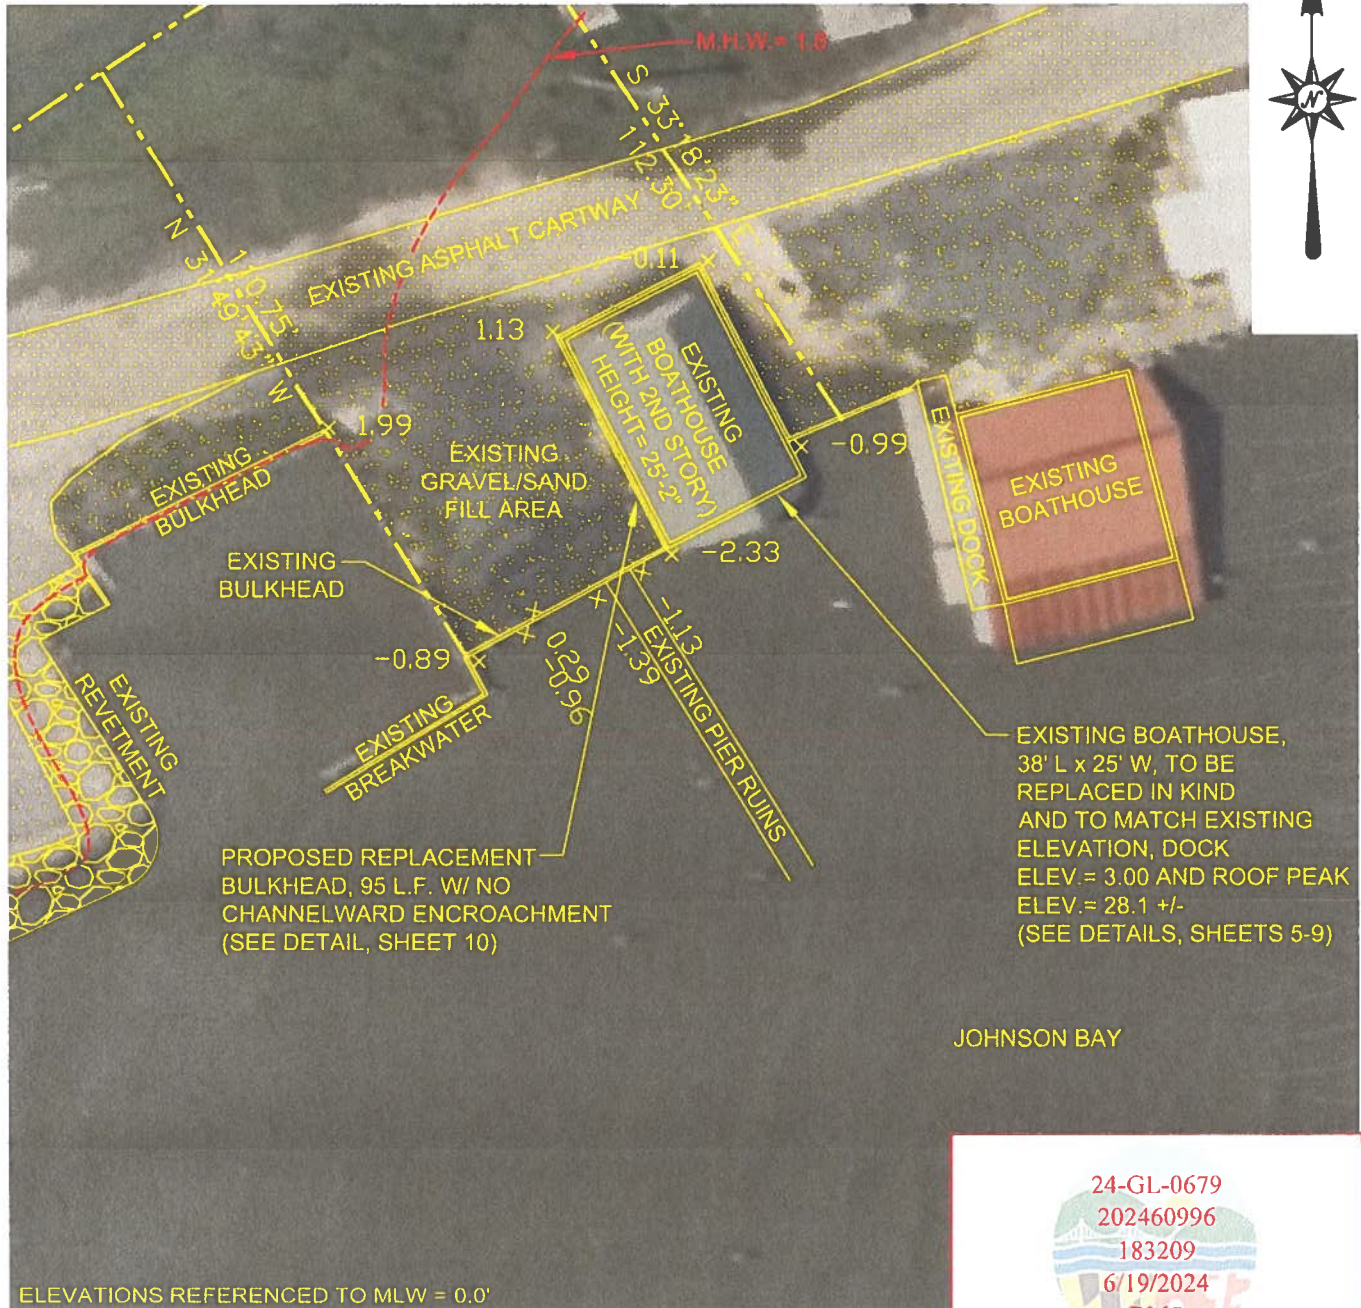 M.H.W.= 1.8
N
S 33°18'23"
112.30'
N 31°49'43" W
110.75'
EXISTING ASPHALT CARTWAY
-0.11
1.13
EXISTING
BOATHOUSE
(WITH 2ND STORY)
HEIGHT= 25'-2"
1.99
EXISTING
GRAVEL/SAND
FILL AREA
-0.99
EXISTING DOCK
EXISTING
BOATHOUSE
EXISTING
BULKHEAD
EXISTING
BULKHEAD
-2.33
-0.89
0.29
-0.96
-1.13
-1.39
EXISTING PIER RUINS
EXISTING
REVETMENT
EXISTING
BREAKWATER
EXISTING BOATHOUSE,
38' L x 25' W, TO BE
REPLACED IN KIND
AND TO MATCH EXISTING
ELEVATION, DOCK
ELEV.= 3.00 AND ROOF PEAK
ELEV.= 28.1 +/-
(SEE DETAILS, SHEETS 5-9)
PROPOSED REPLACEMENT
BULKHEAD, 95 L.F. W/ NO
CHANNELWARD ENCROACHMENT
(SEE DETAIL, SHEET 10)
JOHNSON BAY
24-GL-0679
202460996
183209
6/19/2024
ELEVATIONS REFERENCED TO MLW = 0.0'